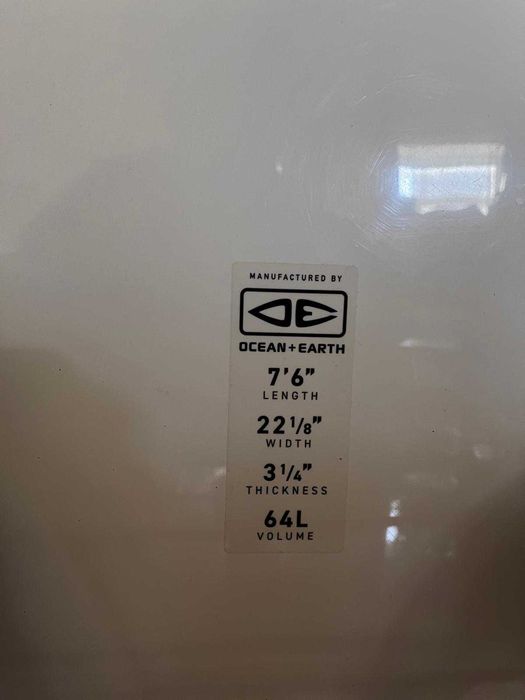 MANUFACTURED BY
OCEAN+EARTH
7'6"
LENGTH
22 1/8"
WIDTH
3 1/4"
THICKNESS
64L
VOLUME